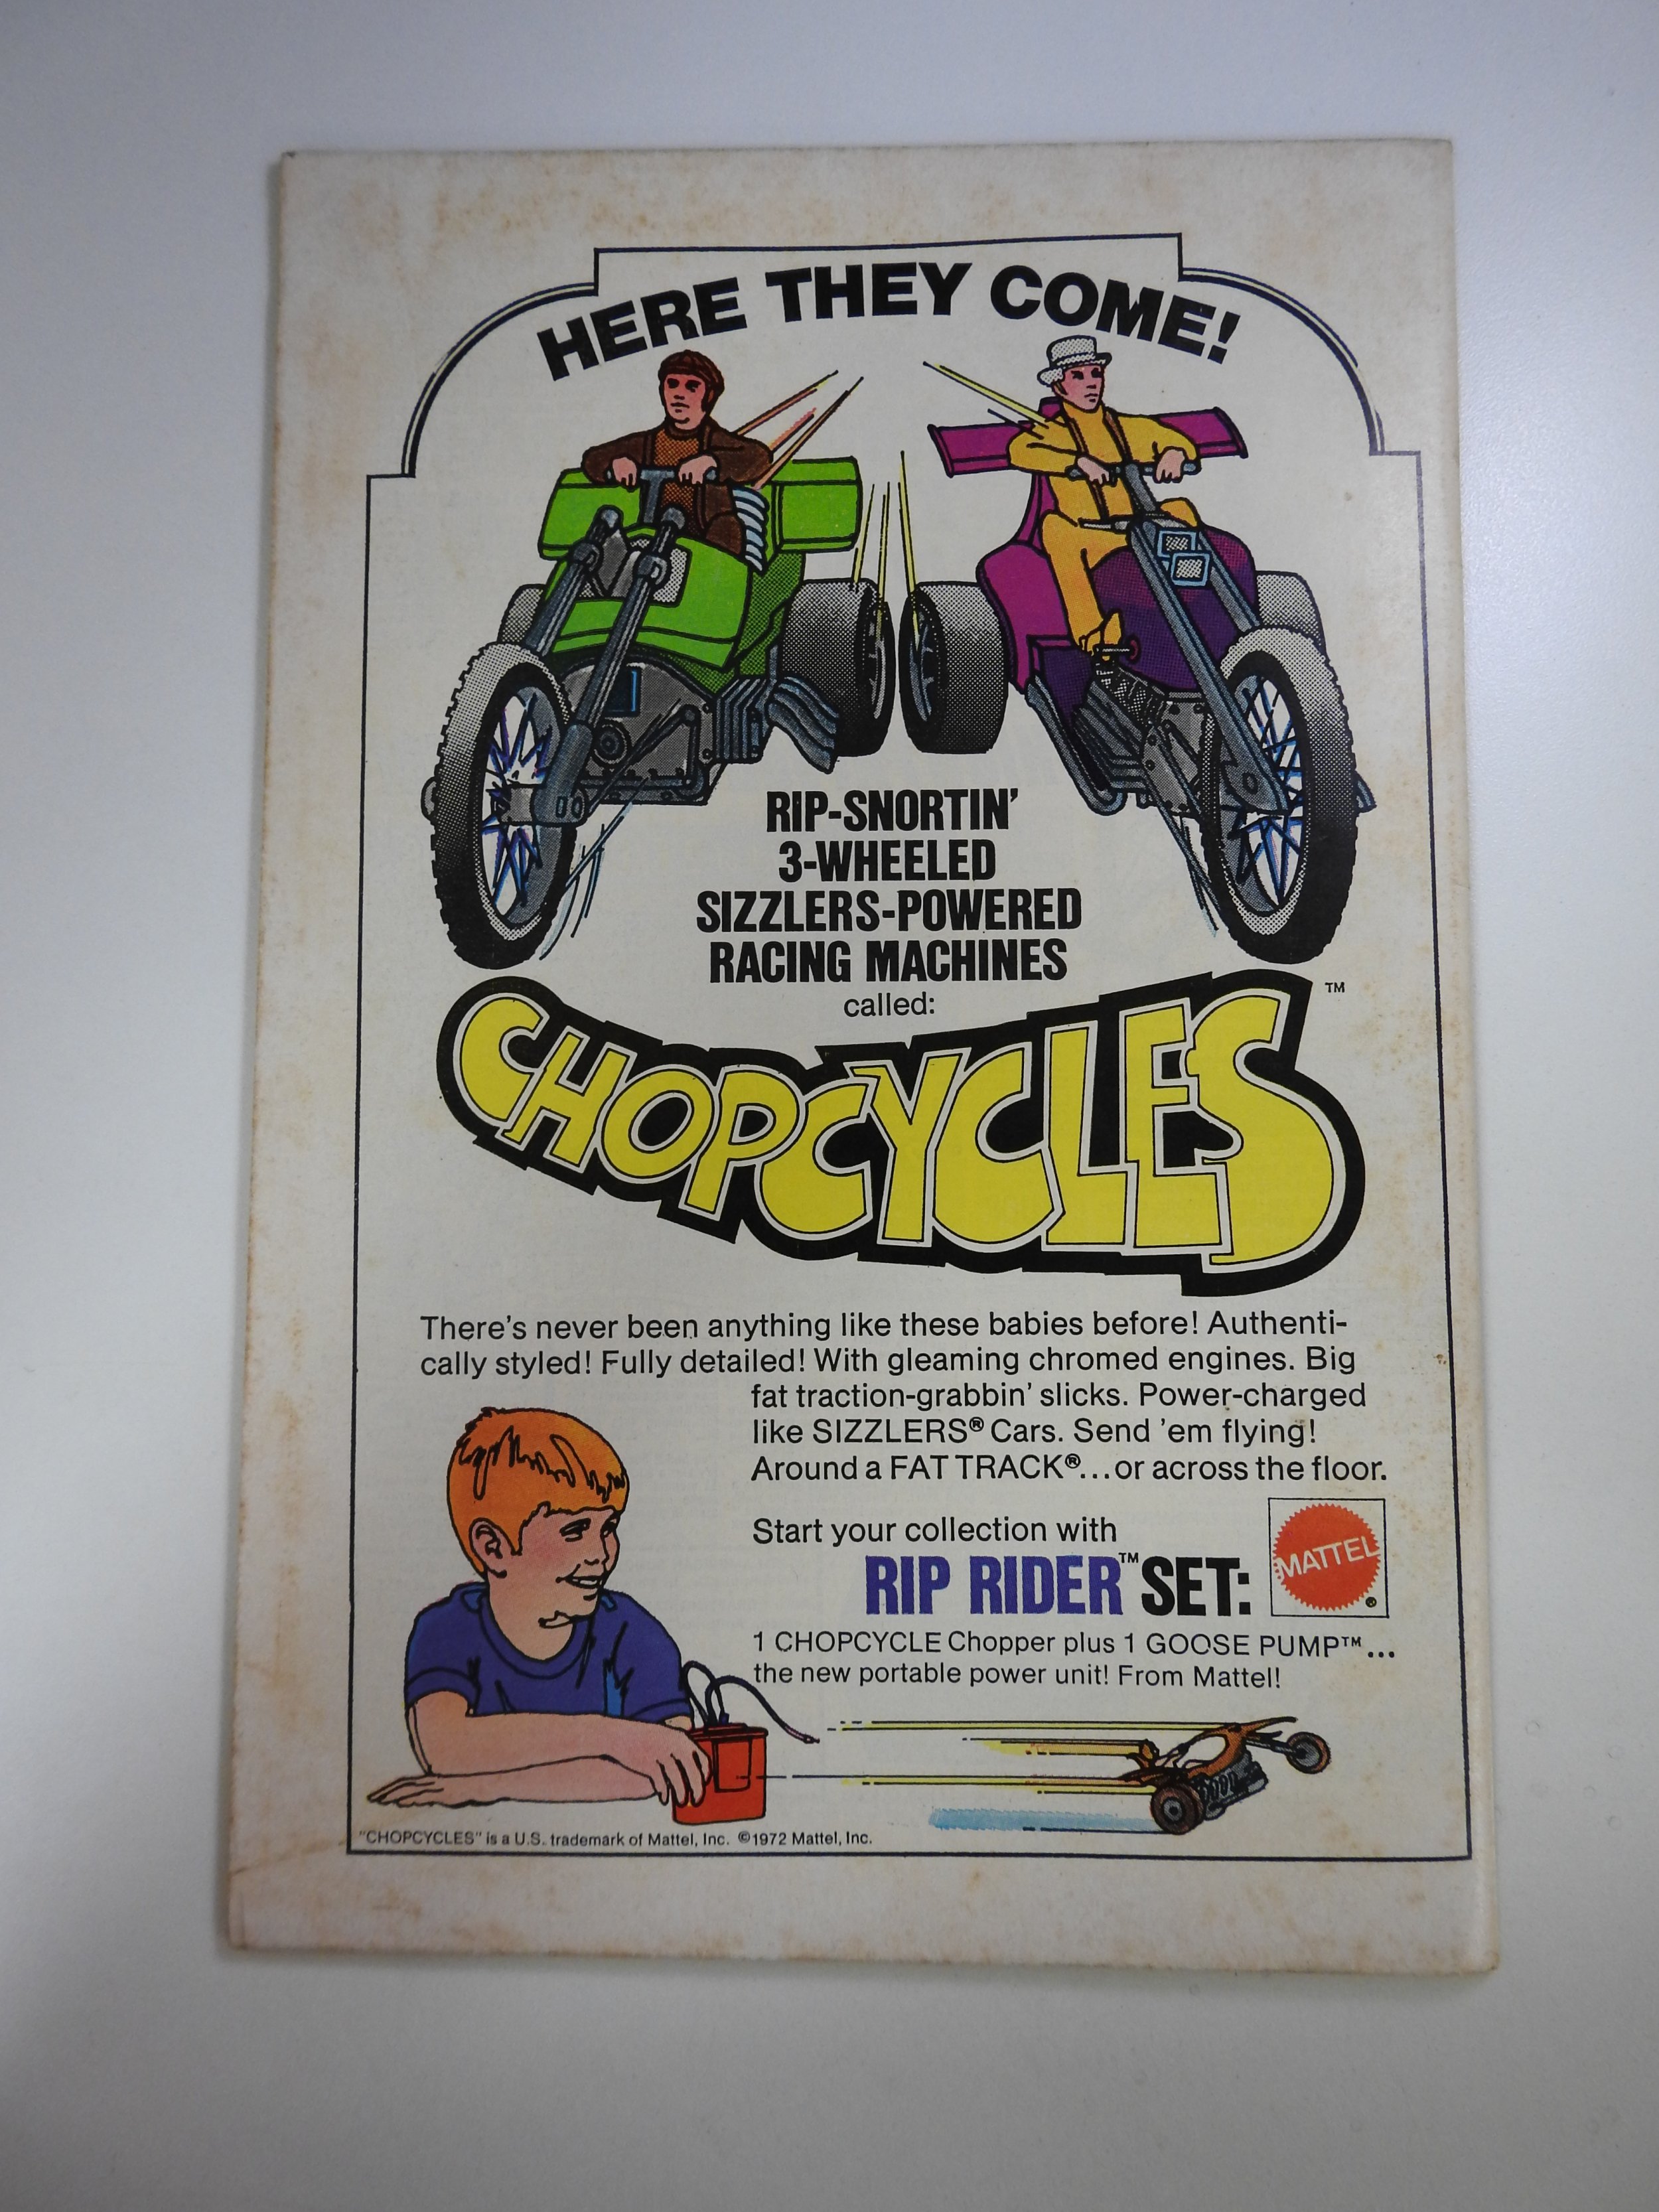 HERE THEY COME!
RIP-SNORTIN'
3-WHEELED
SIZZLERS-POWERED
RACING MACHINES
called:
CHOPCYCLES™
There's never been anything like these babies before! Authenti-
cally styled! Fully detailed! With gleaming chromed engines. Big
fat traction-grabbin' slicks. Power-charged
like SIZZLERS® Cars. Send 'em flying!
Around a FAT TRACK®...or across the floor.
Start your collection with
RIP RIDER™ SET:
MATTEL®
1 CHOPCYCLE Chopper plus 1 GOOSE PUMP™...
the new portable power unit! From Mattel!
"CHOPCYCLES" is a U.S. trademark of Mattel, Inc. ©1972 Mattel, Inc.